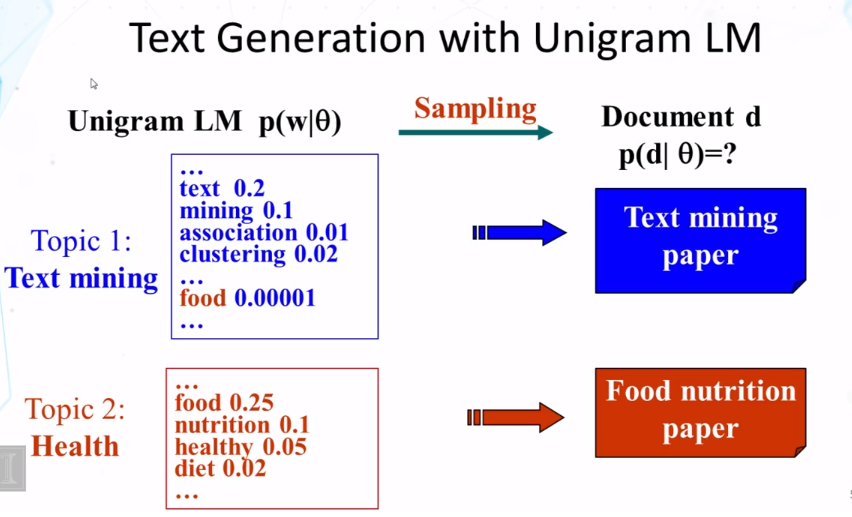 Text Generation with Unigram LM
Unigram LM p(w|θ)
Sampling
Document d
p(d| θ)=?
Topic 1:
Text mining
...
text 0.2
mining 0.1
association 0.01
clustering 0.02
...
food 0.00001
...
Text mining
paper
Topic 2:
Health
...
food 0.25
nutrition 0.1
healthy 0.05
diet 0.02
...
Food nutrition
paper